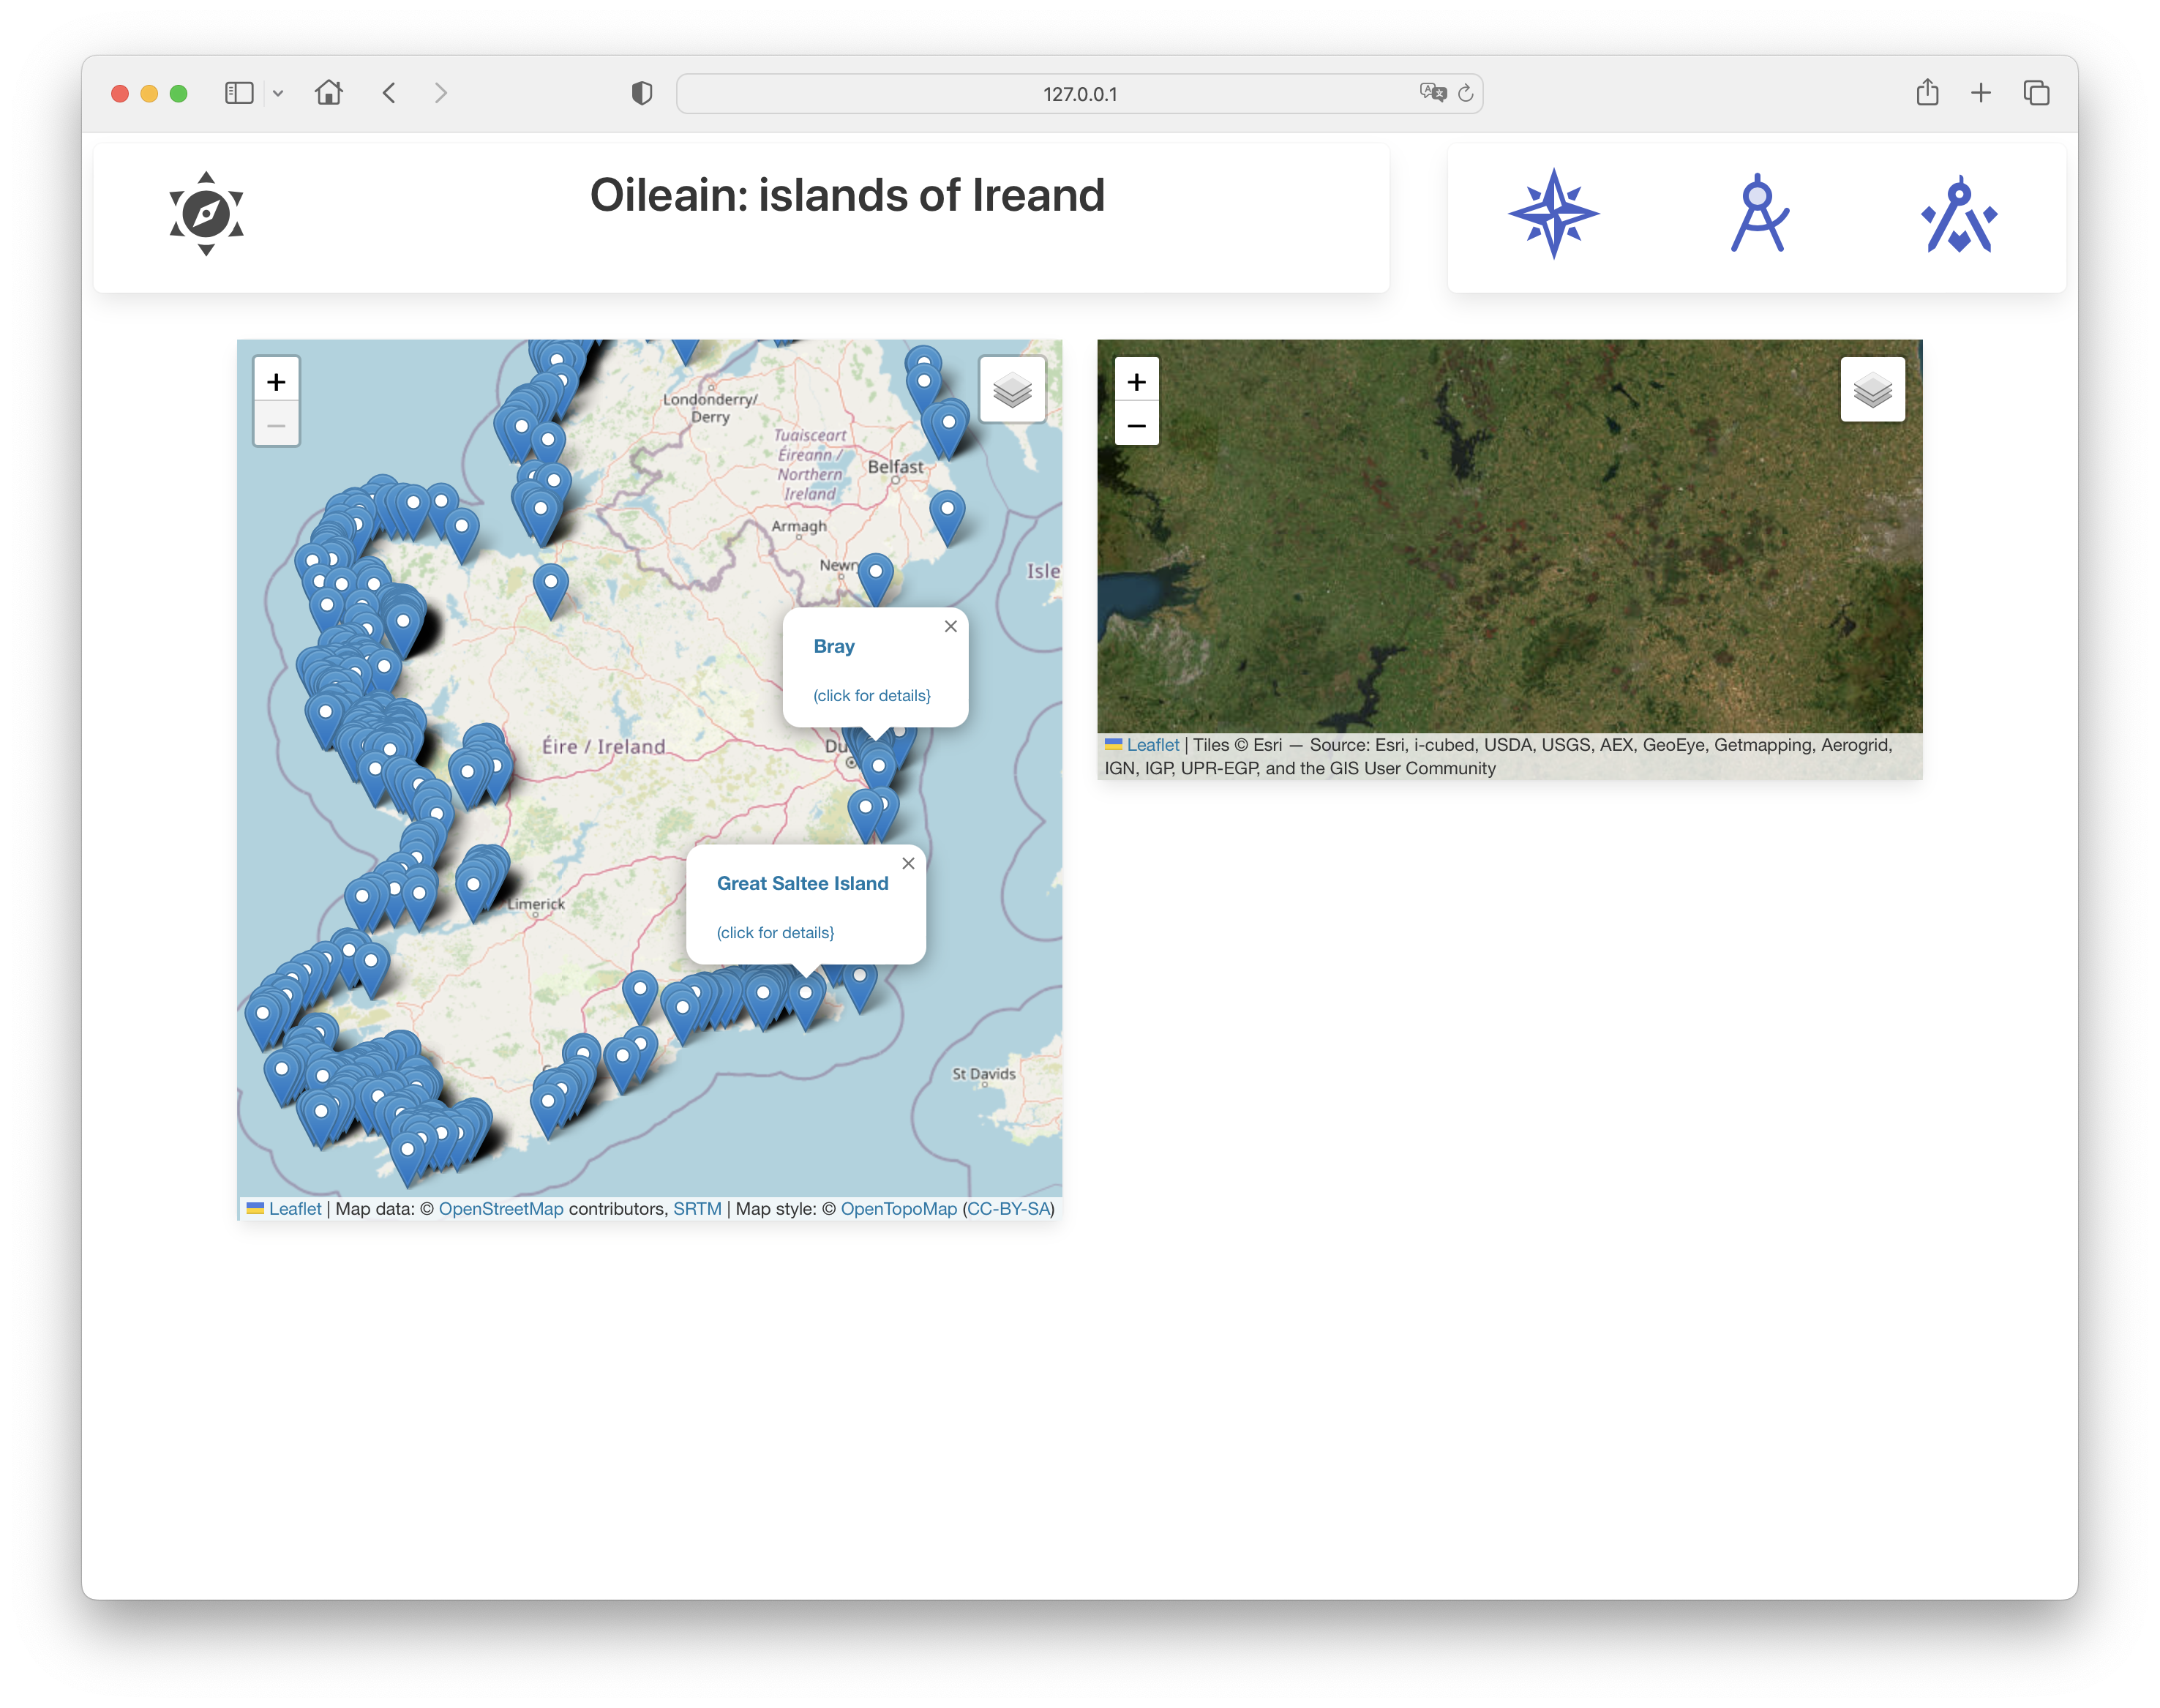 127.0.0.1
Oileain: islands of Ireand
+
−
Londonderry/
Derry
Tuaisceart
Éireann /
Northern
Ireland
Belfast
Armagh
Newr
Isle
Bray
(click for details}
Du
Éire / Ireland
Great Saltee Island
(click for details}
Limerick
St Davids
Leaflet | Map data: © OpenStreetMap contributors, SRTM | Map style: © OpenTopoMap (CC-BY-SA)
+
−
Leaflet | Tiles © Esri — Source: Esri, i-cubed, USDA, USGS, AEX, GeoEye, Getmapping, Aerogrid,
IGN, IGP, UPR-EGP, and the GIS User Community